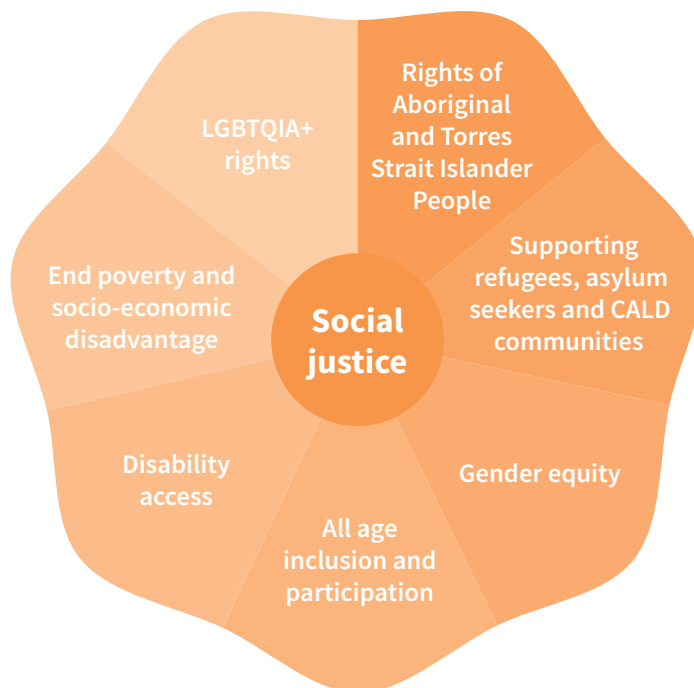 Rights of
Aboriginal
and Torres
Strait Islander
People
Supporting
refugees, asylum
seekers and CALD
communities
Gender equity
All age
inclusion and
participation
Disability
access
End poverty and
socio-economic
disadvantage
LGBTQIA+
rights
Social
justice